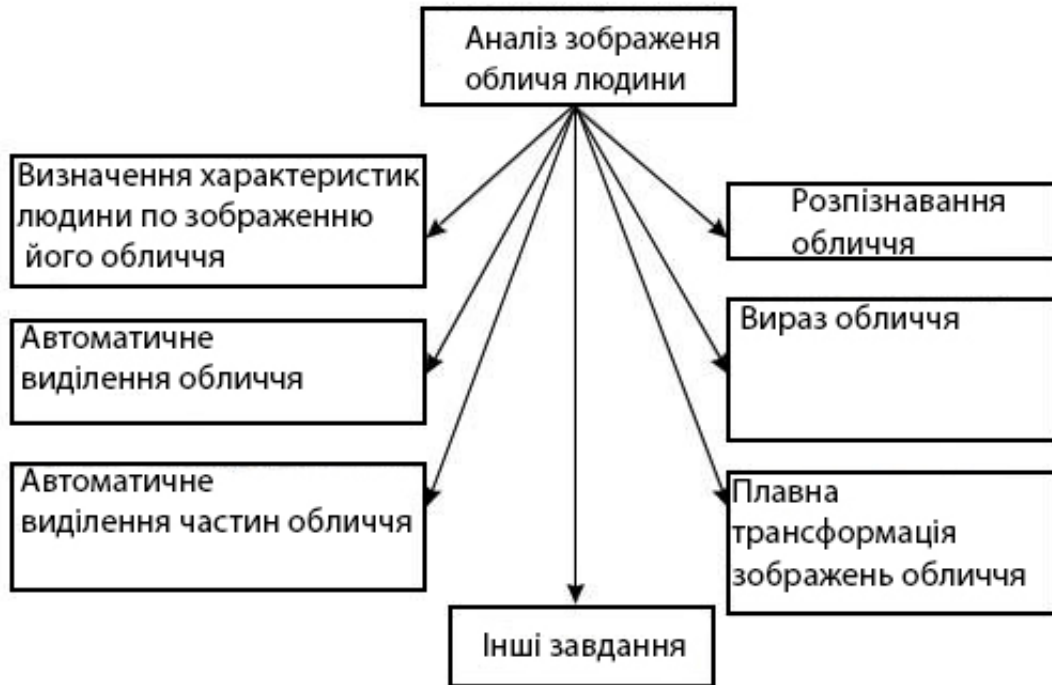 Аналіз зображеня
обличя людини
Визначення характеристик
людини по зображенню
його обличчя
Автоматичне
виділення обличчя
Автоматичне
виділення частин обличчя
Розпізнавання
обличчя
Вираз обличчя
Плавна
трансформація
зображень обличчя
Інші завдання